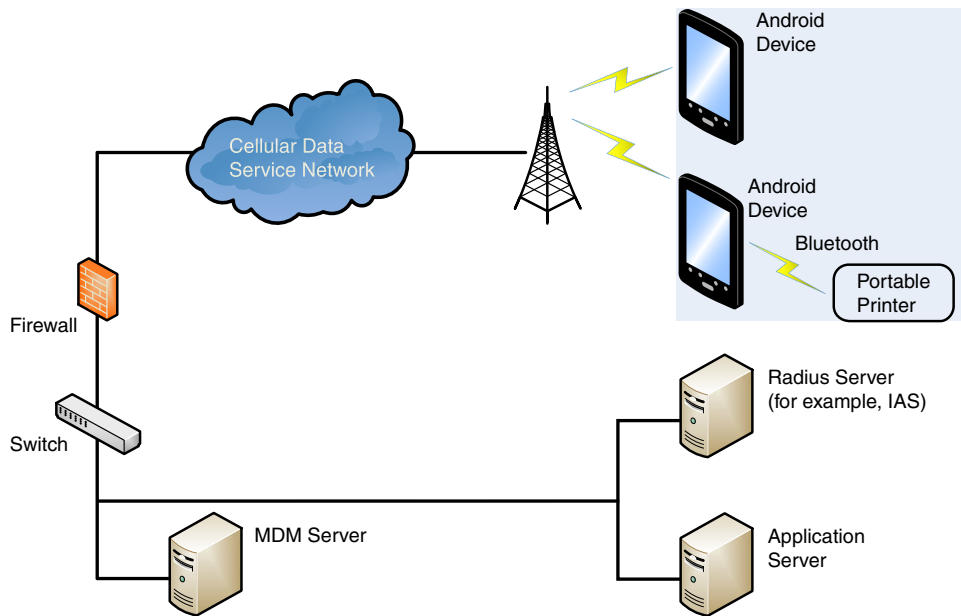 Android
Device
Cellular Data
Service Network
Android
Device
Bluetooth
Portable
Printer
Firewall
Radius Server
(for example, IAS)
Switch
MDM Server
Application
Server